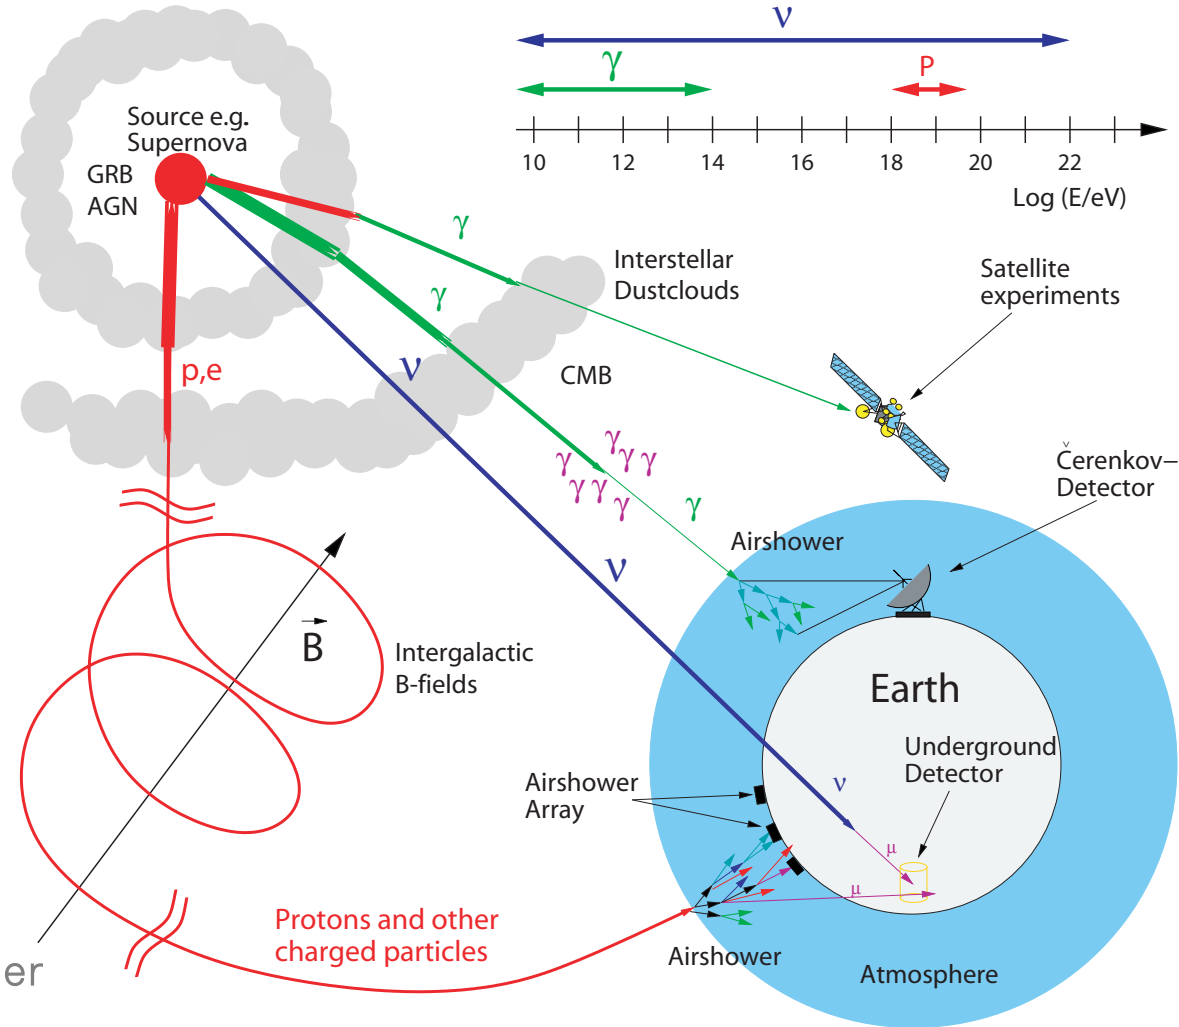 ν
γ
P
10 12 14 16 18 20 22
Log (E/eV)
Source e.g.
Supernova
GRB
AGN
γ
Interstellar
Dustclouds
Satellite
experiments
γ
ν
p,e
CMB
γ
γ γ γ
γ γ γ
γ
Čerenkov–
Detector
Airshower
ν
B
Intergalactic
B-fields
Earth
Underground
Detector
Airshower
Array
ν
μ
μ
Protons and other
charged particles
Airshower
Atmosphere
er